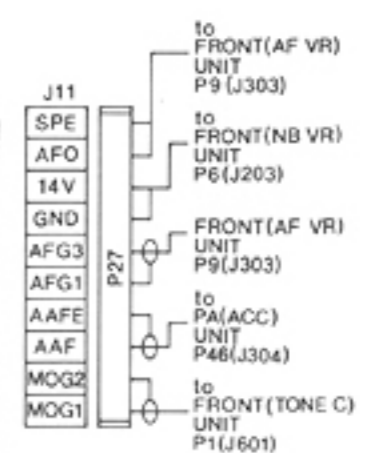 J11
SPE
AFO
14V
GND
AFG3
AFG1
AAFE
AAF
MOG2
MOG1
P27
to
FRONT(AF VR)
UNIT
P9(J303)
to
FRONT(NB VR)
UNIT
P6(J203)
FRONT(AF VR)
UNIT
P9(J303)
to
PA(ACC)
UNIT
P46(J304)
to
FRONT(TONE C)
UNIT
P1(J601)